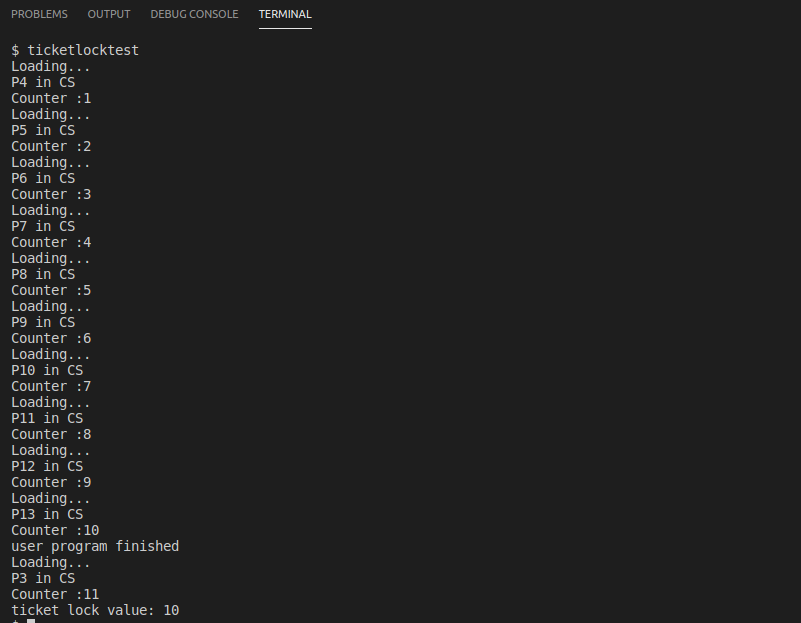 PROBLEMS OUTPUT DEBUG CONSOLE TERMINAL
$ ticketlocktest
Loading...
P4 in CS
Counter :1
Loading...
P5 in CS
Counter :2
Loading...
P6 in CS
Counter :3
Loading...
P7 in CS
Counter :4
Loading...
P8 in CS
Counter :5
Loading...
P9 in CS
Counter :6
Loading...
P10 in CS
Counter :7
Loading...
P11 in CS
Counter :8
Loading...
P12 in CS
Counter :9
Loading...
P13 in CS
Counter :10
user program finished
Loading...
P3 in CS
Counter :11
ticket lock value: 10
$